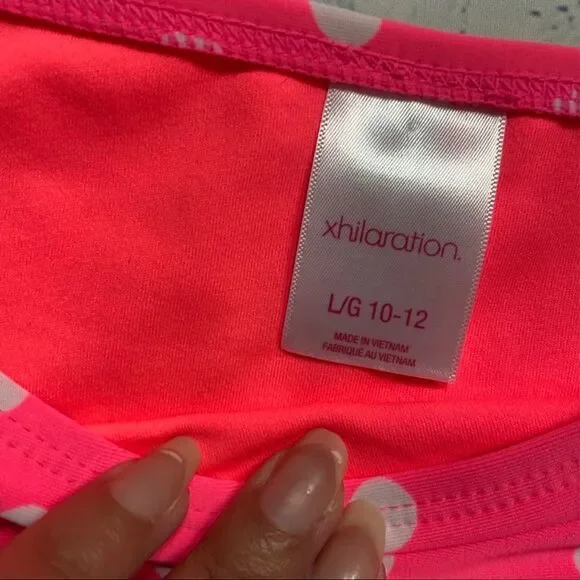 xhilaration.
L/G 10-12
MADE IN VIETNAM
FABRIQUÉ AU VIETNAM